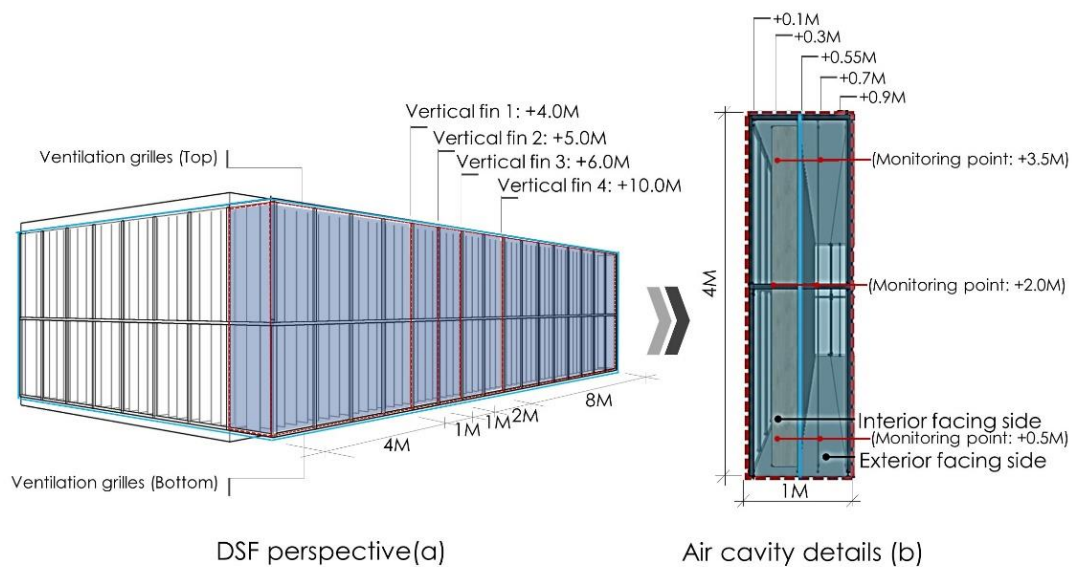 Vertical fin 1: +4.0M
Vertical fin 2: +5.0M
Vertical fin 3: +6.0M
Vertical fin 4: +10.0M
Ventilation grilles (Top)
4M
1M
1M
2M
8M
Ventilation grilles (Bottom)
DSF perspective(a)
+0.1M
+0.3M
+0.55M
+0.7M
+0.9M
(Monitoring point: +3.5M)
4M
(Monitoring point: +2.0M)
Interior facing side
(Monitoring point: +0.5M)
Exterior facing side
1M
Air cavity details (b)